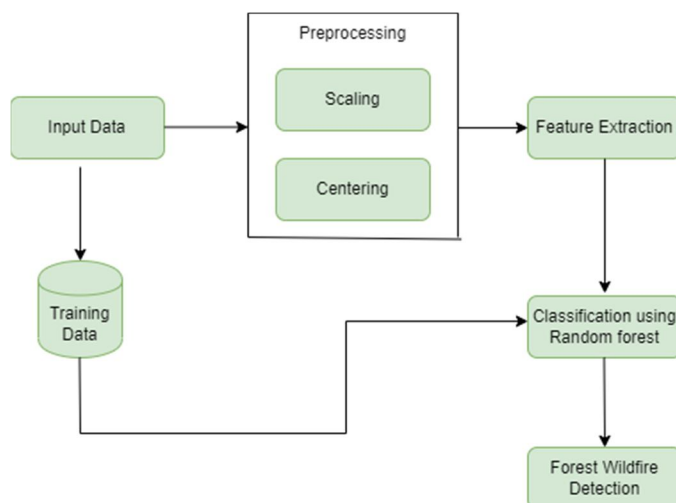 Preprocessing
Scaling
Input Data
Feature Extraction
Centering
Training
Data
Classification using
Random forest
Forest Wildfire
Detection